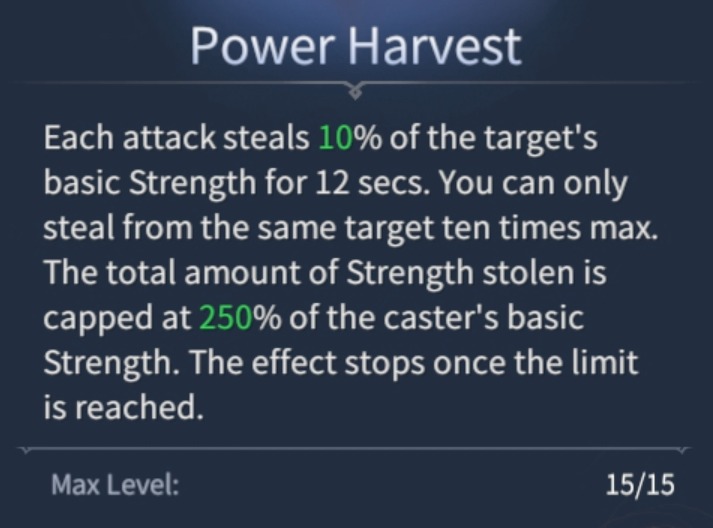 Power Harvest
Each attack steals 10% of the target's
basic Strength for 12 secs. You can only
steal from the same target ten times max.
The total amount of Strength stolen is
capped at 250% of the caster's basic
Strength. The effect stops once the limit
is reached.
Max Level: 15/15